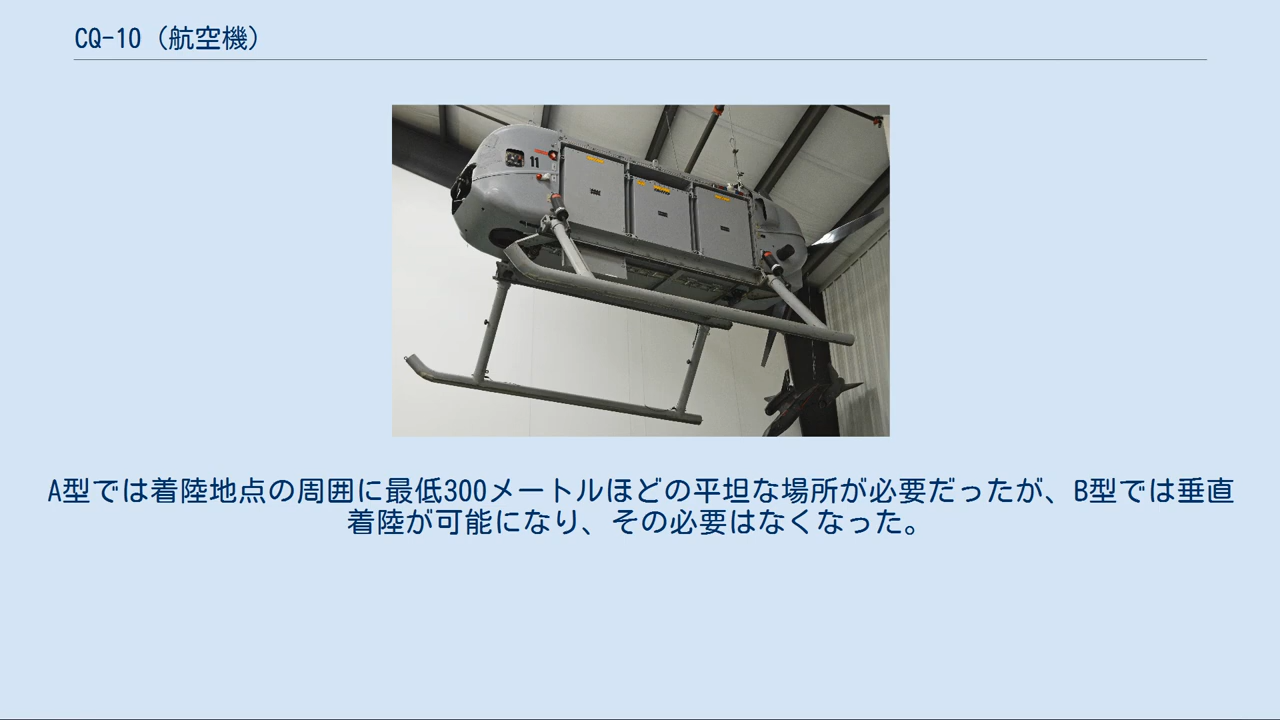 CQ-10（航空機）
11
A型では着陸地点の周囲に最低300メートルほどの平坦な場所が必要だったが、B型では垂直
着陸が可能になり、その必要はなくなった。